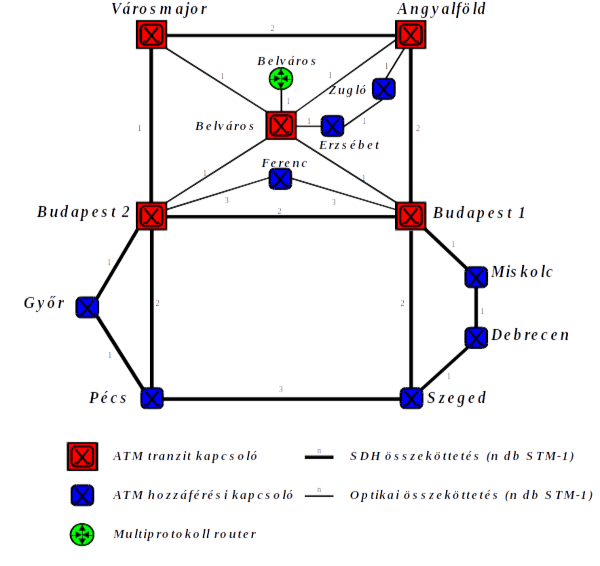 Városmajor
Angyalföld
2
Belváros
1
1
1
Zugló
1
Belváros
1
1
1
2
Erzsébet
Ferenc
1
1
3
3
2
Budapest 2
Budapest 1
1
1
Miskolc
Győr
2
2
1
Debrecen
1
1
3
Pécs
Szeged
ATM tranzit kapcsoló
n
SDH összeköttetés (n db STM-1)
ATM hozzáférési kapcsoló
n
Optikai összeköttetés (n db STM-1)
Multiprotokoll router